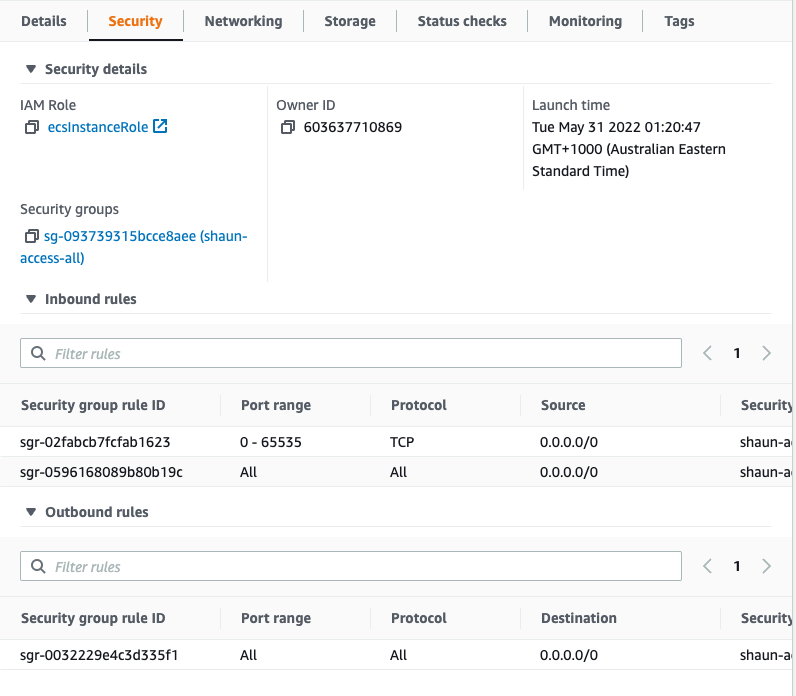 Details Security Networking Storage Status checks Monitoring Tags
Security details
IAM Role
ecsInstanceRole
Owner ID
603637710869
Launch time
Tue May 31 2022 01:20:47
GMT+1000 (Australian Eastern
Standard Time)
Security groups
sg-093739315bcce8aee (shaun-
access-all)
Inbound rules
Filter rules 1
Security group rule ID Port range Protocol Source Security
sgr-02fabcb7fcfab1623 0 - 65535 TCP 0.0.0.0/0 shaun-a
sgr-0596168089b80b19c All All 0.0.0.0/0 shaun-a
Outbound rules
Filter rules 1
Security group rule ID Port range Protocol Destination Security
sgr-0032229e4c3d335f1 All All 0.0.0.0/0 shaun-a